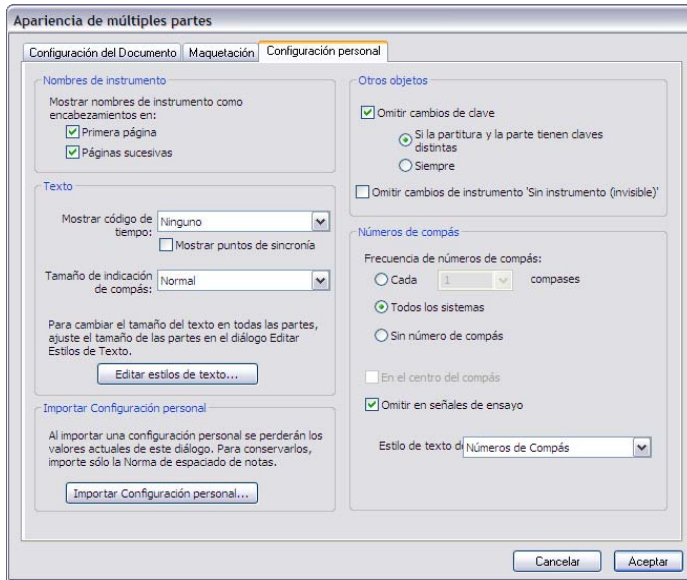 Apariencia de múltiples partes
Configuración del Documento
Maquetación
Configuración personal
Nombres de instrumento
Mostrar nombres de instrumento como
encabezamientos en:
Primera página
Páginas sucesivas
Texto
Mostrar código de
tiempo:
Ninguno
Mostrar puntos de sincronía
Tamaño de indicación
de compás:
Normal
Para cambiar el tamaño del texto en todas las partes,
ajuste el tamaño de las partes en el diálogo Editar
Estilos de Texto.
Editar estilos de texto...
Importar Configuración personal
Al importar una configuración personal se perderán los
valores actuales de este diálogo. Para conservarlos,
importe sólo la Norma de espaciado de notas.
Importar Configuración personal...
Otros objetos
Omitir cambios de clave
Si la partitura y la parte tienen claves
distintas
Siempre
Omitir cambios de instrumento 'Sin instrumento (invisible)'
Números de compás
Frecuencia de números de compás:
Cada 1 compases
Todos los sistemas
Sin número de compás
En el centro del compás
Omitir en señales de ensayo
Estilo de texto d
Números de Compás
Cancelar
Aceptar